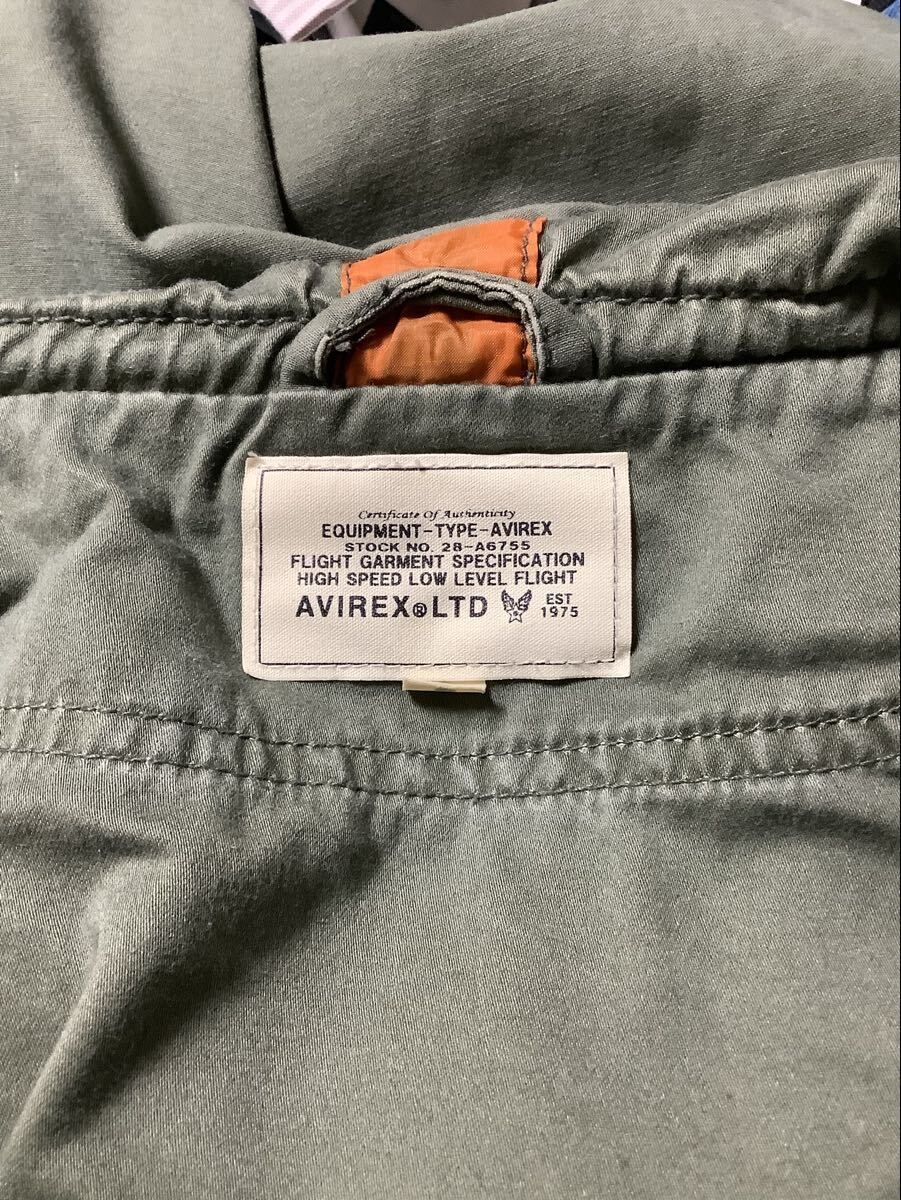 Certificate Of Authenticity
EQUIPMENT-TYPE-AVIREX
STOCK NO. 28-A6755
FLIGHT GARMENT SPECIFICATION
HIGH SPEED LOW LEVEL FLIGHT
AVIREX®LTD EST
1975